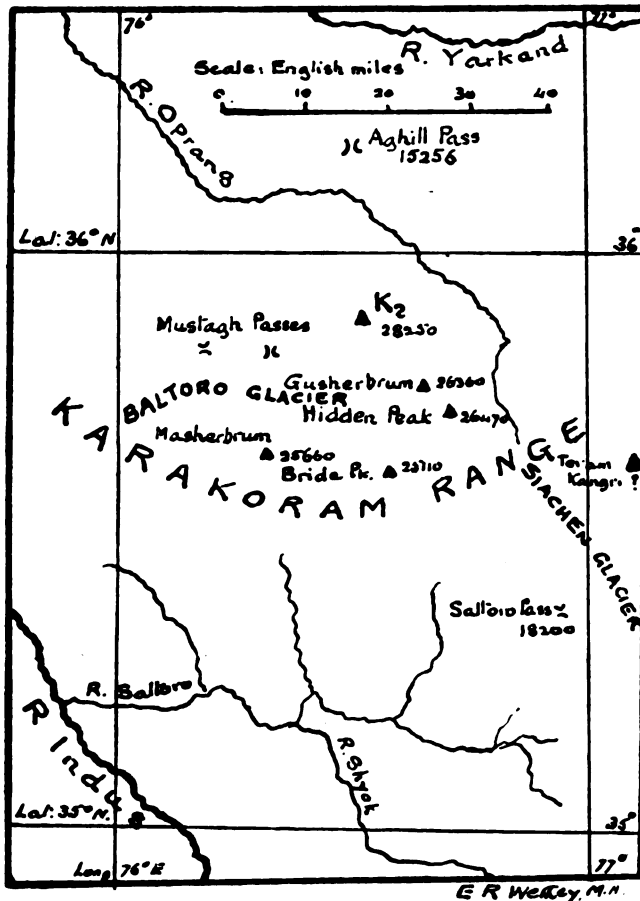 76°
77°
R. Yarkand
Scale: English miles
0 10 20 30 40
R. Oprang
Aghill Pass
15256
Lat: 36° N
36°
K2
28250
Mustagh Passes
Gusherbrum 26360
BALTORO GLACIER
Hidden Peak 26470
KARAKORAM RANGE
Masherbrum
25660
Bride Pk. 25110
Teram
Kangri ?
SIACHEN GLACIER
Saltoro Pass
18200
R. Saltoro
R Indus
R. Shyok
Lat: 35° N.
35°
Long 76° E
77°